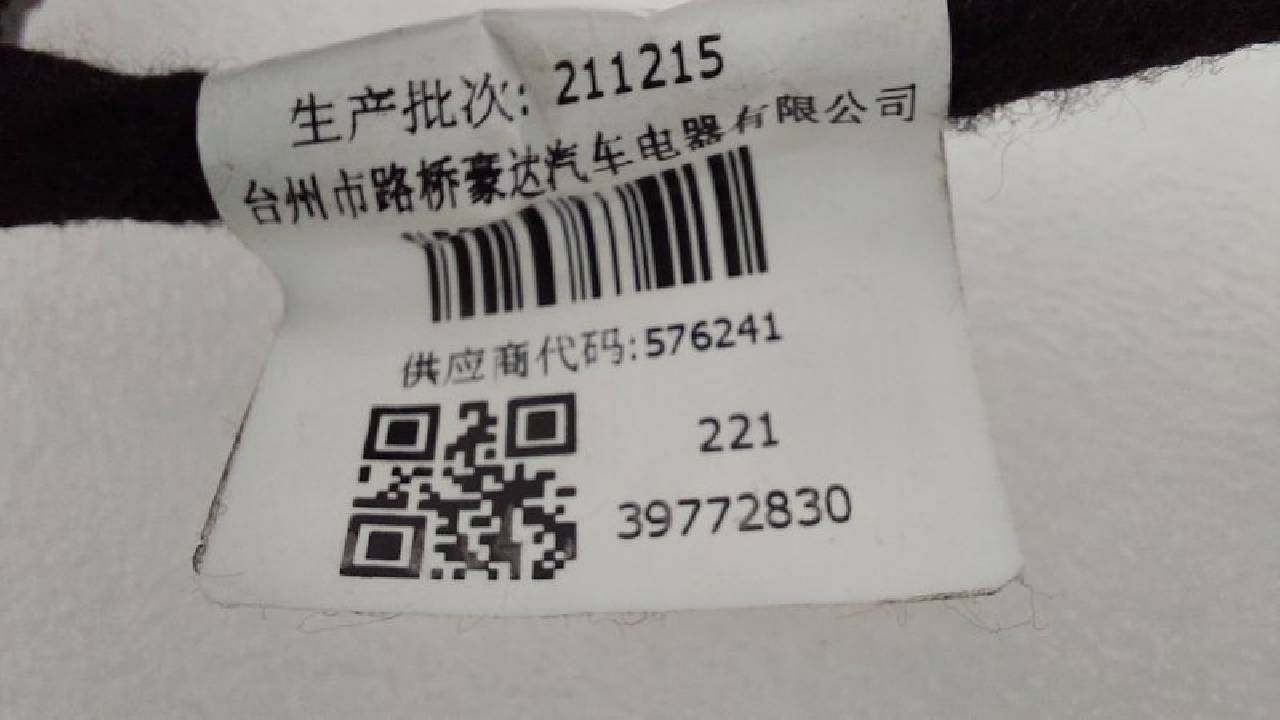 生产批次: 211215
台州市路桥豪达汽车电器有限公司
供应商代码:576241
221
39772830